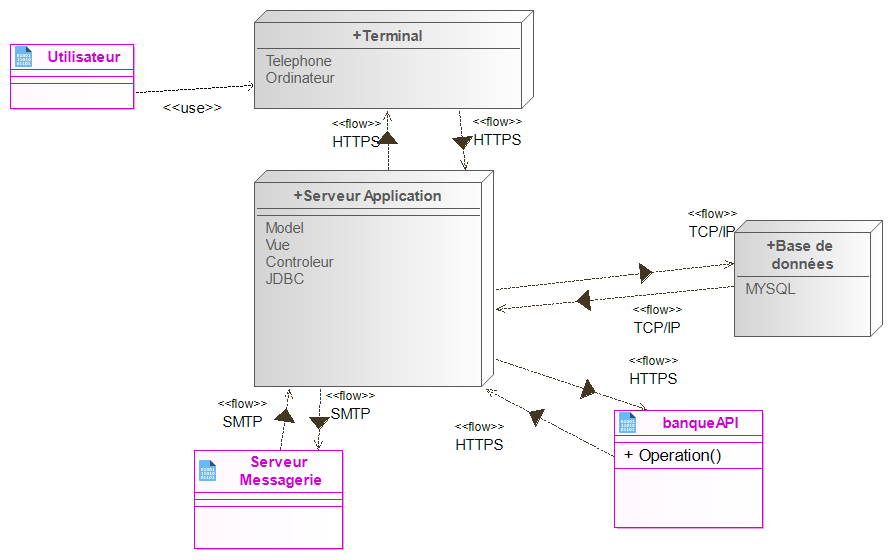 +Terminal
Telephone
Ordinateur
Utilisateur
<<use>>
<<flow>>
HTTPS
<<flow>>
HTTPS
+Serveur Application
Model
Vue
Controleur
JDBC
<<flow>>
TCP/IP
+Base de
données
MYSQL
<<flow>>
TCP/IP
<<flow>>
HTTPS
<<flow>>
SMTP
<<flow>>
SMTP
<<flow>>
HTTPS
banqueAPI
+ Operation()
Serveur
Messagerie